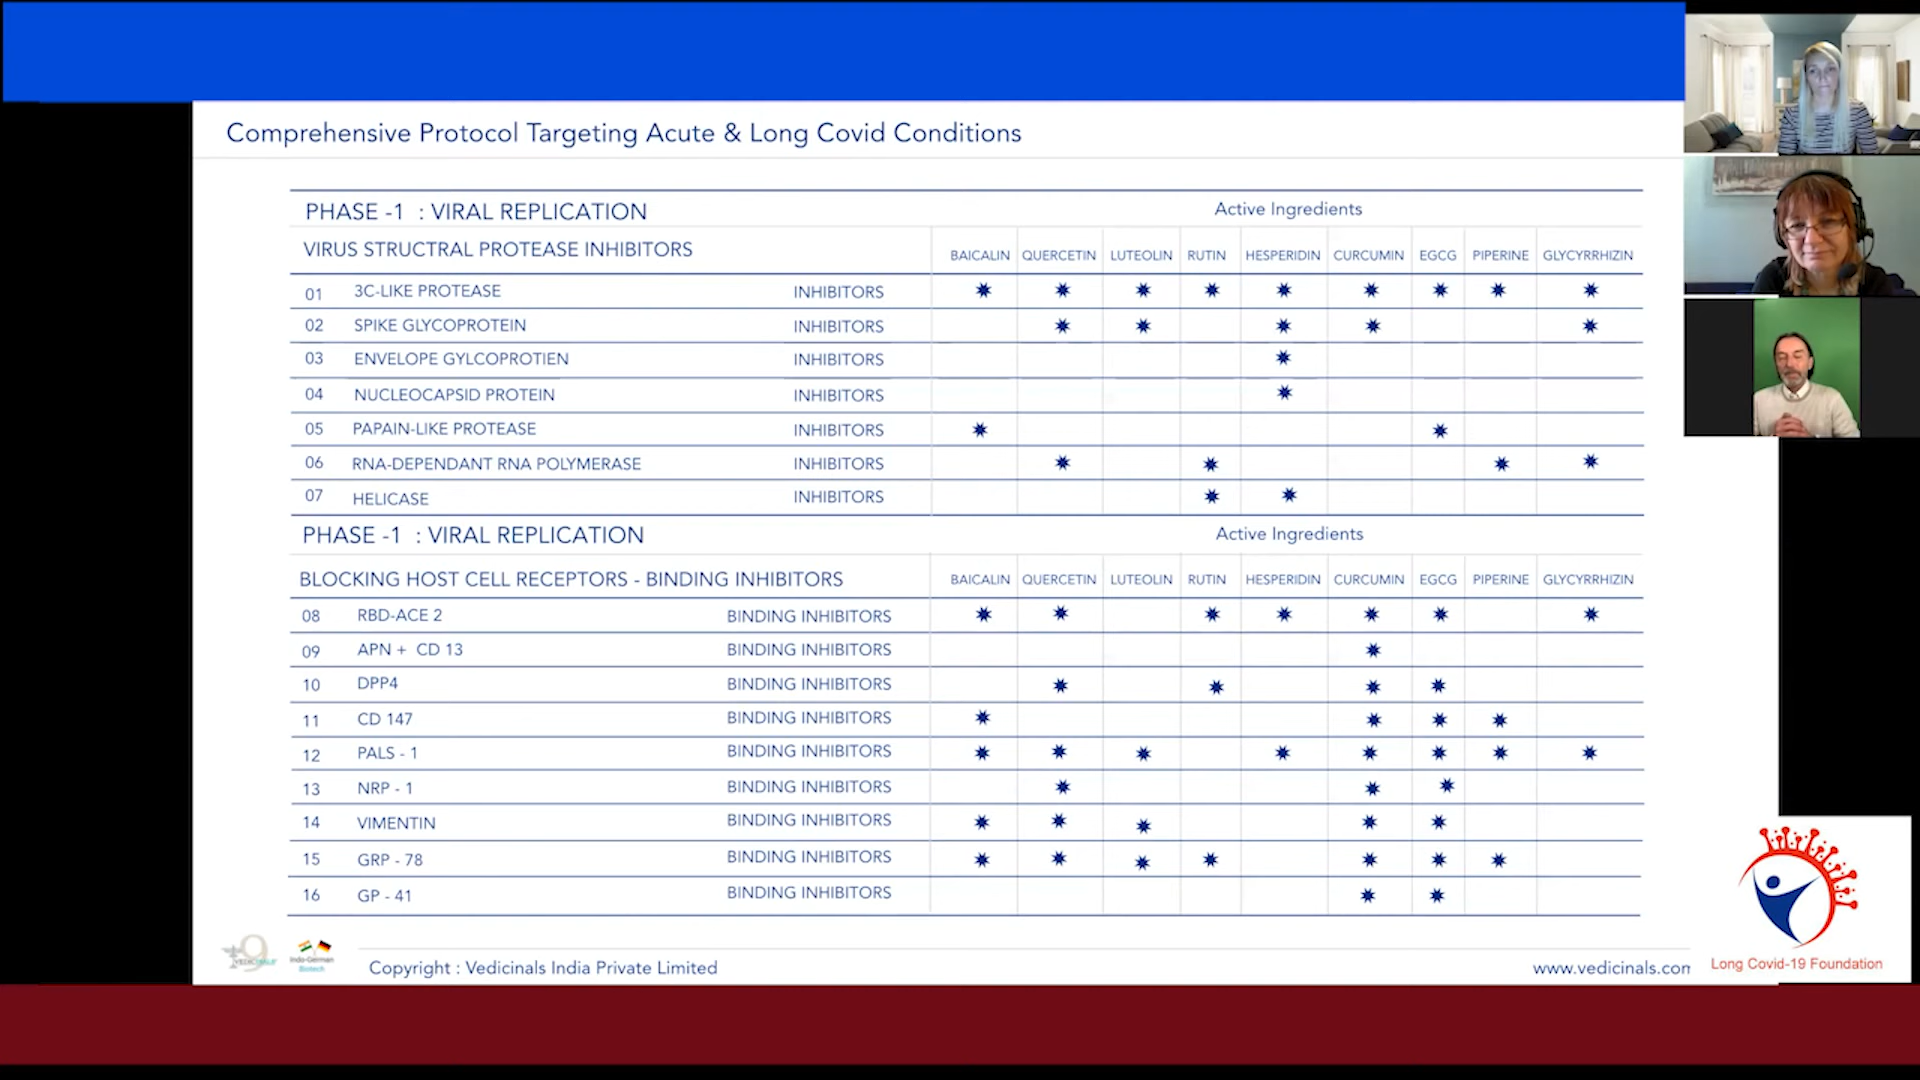 Comprehensive Protocol Targeting Acute & Long Covid Conditions
PHASE -1 : VIRAL REPLICATION Active Ingredients
VIRUS STRUCTRAL PROTEASE INHIBITORS BAICALIN QUERCETIN LUTEOLIN RUTIN HESPERIDIN CURCUMIN EGCG PIPERINE GLYCYRRHIZIN
01 3C-LIKE PROTEASE INHIBITORS
02 SPIKE GLYCOPROTEIN INHIBITORS
03 ENVELOPE GYLCOPROTIEN INHIBITORS
04 NUCLEOCAPSID PROTEIN INHIBITORS
05 PAPAIN-LIKE PROTEASE INHIBITORS
06 RNA-DEPENDANT RNA POLYMERASE INHIBITORS
07 HELICASE INHIBITORS
PHASE -1 : VIRAL REPLICATION Active Ingredients
BLOCKING HOST CELL RECEPTORS - BINDING INHIBITORS BAICALIN QUERCETIN LUTEOLIN RUTIN HESPERIDIN CURCUMIN EGCG PIPERINE GLYCYRRHIZIN
08 RBD-ACE 2 BINDING INHIBITORS
09 APN + CD 13 BINDING INHIBITORS
10 DPP4 BINDING INHIBITORS
11 CD 147 BINDING INHIBITORS
12 PALS - 1 BINDING INHIBITORS
13 NRP - 1 BINDING INHIBITORS
14 VIMENTIN BINDING INHIBITORS
15 GRP - 78 BINDING INHIBITORS
16 GP - 41 BINDING INHIBITORS
9
VEDICINALS
Indo-German
Biotech
Copyright : Vedicinals India Private Limited
www.vedicinals.com
Long Covid-19 Foundation